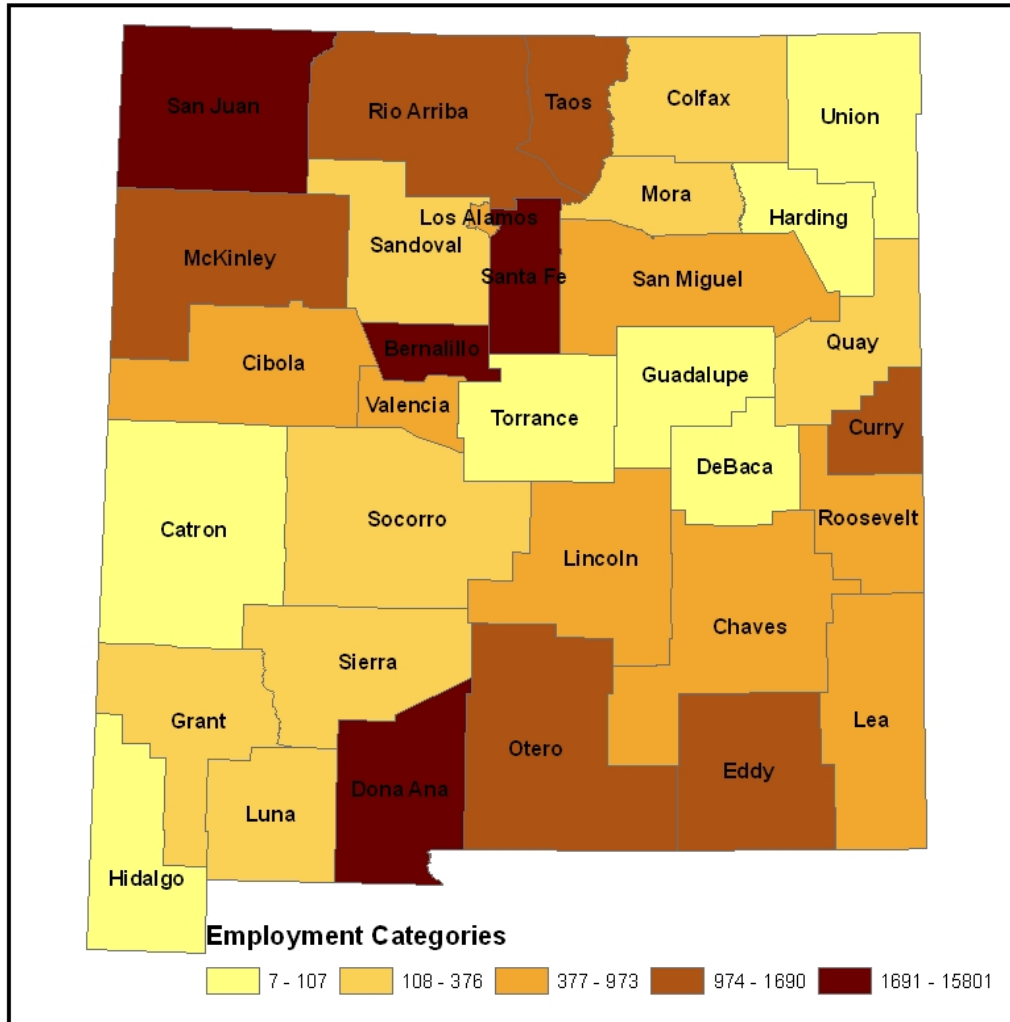 San Juan
Rio Arriba
Taos
Colfax
Union
Mora
Harding
Los Alamos
Sandoval
McKinley
Santa Fe
San Miguel
Quay
Bernalillo
Cibola
Guadalupe
Valencia
Torrance
Curry
DeBaca
Catron
Socorro
Roosevelt
Lincoln
Chaves
Sierra
Grant
Lea
Otero
Eddy
Dona Ana
Luna
Hidalgo
Employment Categories
7 - 107 108 - 376 377 - 973 974 - 1690 1691 - 15801